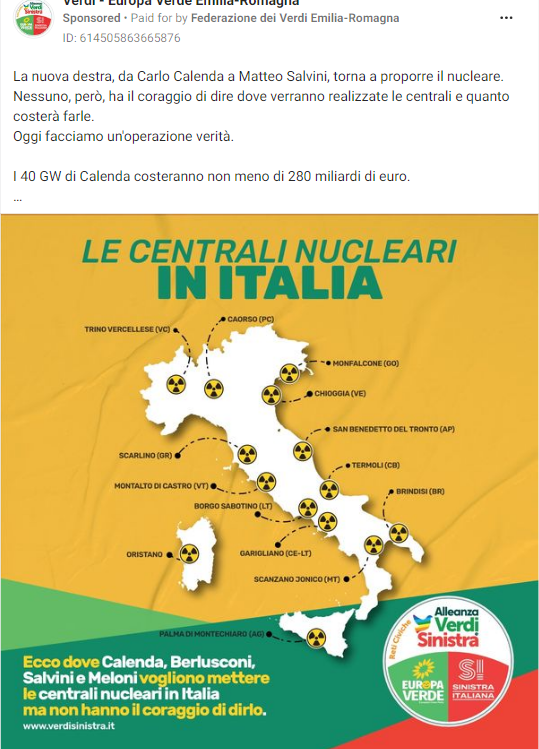 Verdi - Europa Verde Emilia-Romagna
Sponsored • Paid for by Federazione dei Verdi Emilia-Romagna
ID: 614505863665876
La nuova destra, da Carlo Calenda a Matteo Salvini, torna a proporre il nucleare.
Nessuno, però, ha il coraggio di dire dove verranno realizzate le centrali e quanto
costerà farle.
Oggi facciamo un'operazione verità.
I 40 GW di Calenda costeranno non meno di 280 miliardi di euro.
...
LE CENTRALI NUCLEARI
IN ITALIA
CAORSO (PC)
TRINO VERCELLESE (VC)
MONFALCONE (GO)
CHIOGGIA (VE)
SAN BENEDETTO DEL TRONTO (AP)
SCARLINO (GR)
TERMOLI (CB)
MONTALTO DI CASTRO (VT)
BRINDISI (BR)
BORGO SABOTINO (LT)
ORISTANO
GARIGLIANO (CE-LT)
SCANZANO JONICO (MT)
PALMA DI MONTECHIARO (AG)
Ecco dove Calenda, Berlusconi,
Salvini e Meloni vogliono mettere
le centrali nucleari in Italia
ma non hanno il coraggio di dirlo.
www.verdisinistra.it
Reti Civiche
Alleanza
Verdi
Sinistra
EUROPA
VERDE
SI
SINISTRA
ITALIANA